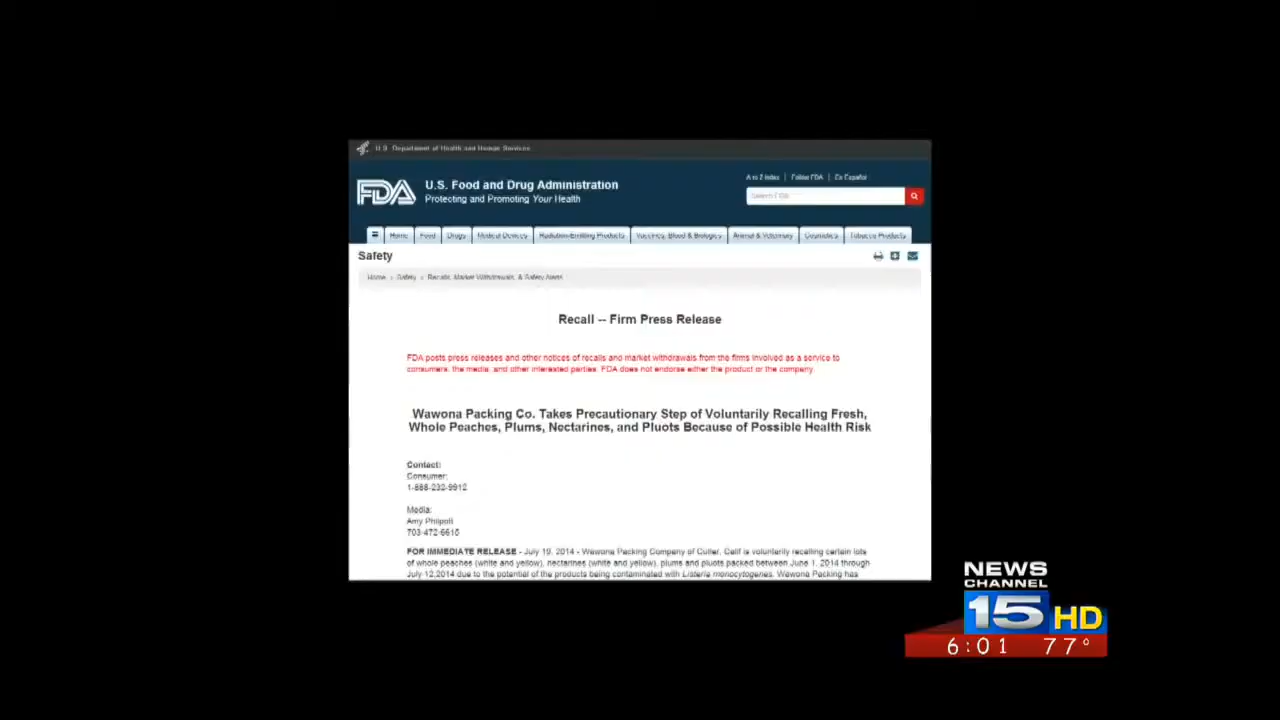 U.S. Department of Health and Human Services
FDA
U.S. Food and Drug Administration
Protecting and Promoting Your Health
A to Z Index | Follow FDA | En Español
Search FDA
Home
Food
Drugs
Medical Devices
Radiation-Emitting Products
Vaccines, Blood & Biologics
Animal & Veterinary
Cosmetics
Tobacco Products
Safety
Home › Safety › Recalls, Market Withdrawals, & Safety Alerts
Recall -- Firm Press Release
FDA posts press releases and other notices of recalls and market withdrawals from the firms involved as a service to
consumers, the media, and other interested parties. FDA does not endorse either the product or the company.
Wawona Packing Co. Takes Precautionary Step of Voluntarily Recalling Fresh,
Whole Peaches, Plums, Nectarines, and Pluots Because of Possible Health Risk
Contact:
Consumer:
1-888-232-9912
Media:
Amy Philpott
703-472-6615
FOR IMMEDIATE RELEASE - July 19, 2014 - Wawona Packing Company of Cutler, Calif is voluntarily recalling certain lots
of whole peaches (white and yellow), nectarines (white and yellow), plums and pluots packed between June 1, 2014 through
July 12, 2014 due to the potential of the products being contaminated with Listeria monocytogenes. Wawona Packing has
NEWS
CHANNEL
15 HD
6:01 77°